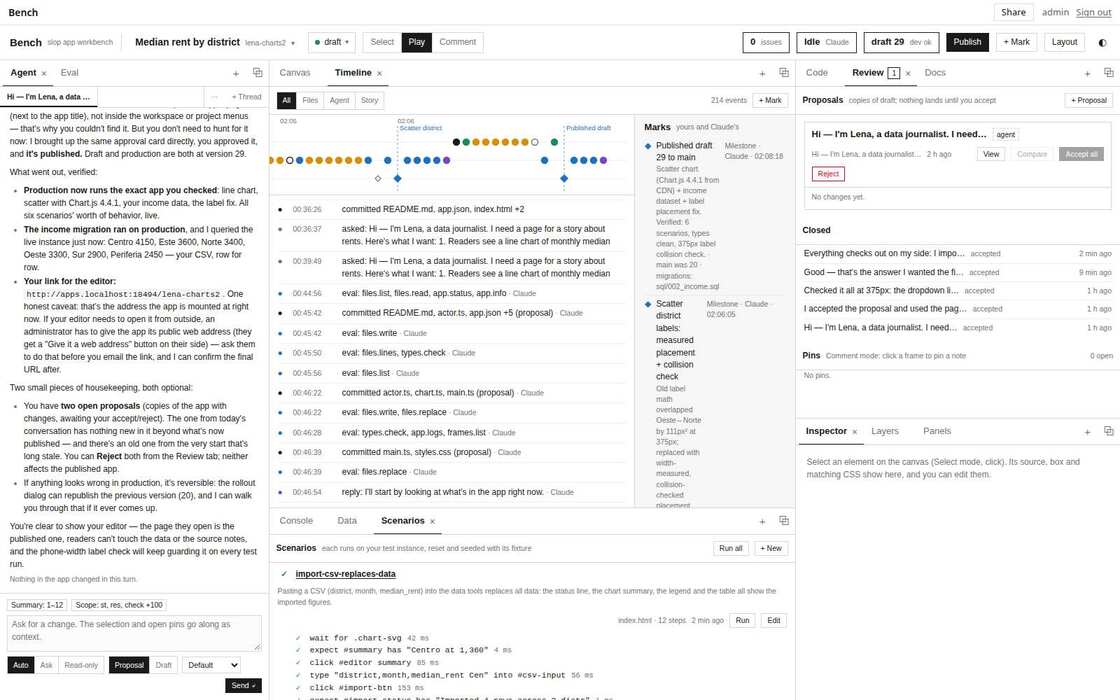 Bench
Share admin Sign out
Bench slop app workbench Median rent by district lena-charts2 draft Select Play Comment
0 issues Idle Claude draft 29 dev ok Publish + Mark Layout
Agent × Eval
Hi — I'm Lena, a data … ··· + Thread
(next to the app title), not inside the workspace or project menus
— that's why you couldn't find it. But you don't need to hunt for it
now: I brought up the same approval card directly, you approved it,
and it's published. Draft and production are both at version 29.
What went out, verified:
Production now runs the exact app you checked: line chart,
scatter with Chart.js 4.4.1, your income data, the label fix. All
six scenarios' worth of behavior, live.
The income migration ran on production, and I queried the
live instance just now: Centro 4150, Este 3600, Norte 3400,
Oeste 3300, Sur 2900, Periferia 2450 — your CSV, row for
row.
Your link for the editor:
http://apps.localhost:18494/lena-charts2 . One
honest caveat: that's the address the app is mounted at right
now. If your editor needs to open it from outside, an
administrator has to give the app its public web address (they
get a "Give it a web address" button on their side) — ask them
to do that before you email the link, and I can confirm the final
URL after.
Two small pieces of housekeeping, both optional:
You have two open proposals (copies of the app with
changes, awaiting your accept/reject). The one from today's
conversation has nothing new in it beyond what's now
published — and there's an old one from the very start that's
long stale. You can Reject both from the Review tab; neither
affects the published app.
If anything looks wrong in production, it's reversible: the rollout
dialog can republish the previous version (20), and I can walk
you through that if it ever comes up.
You're clear to show your editor — the page they open is the
published one, readers can't touch the data or the source notes,
and the phone-width label check will keep guarding it on every test
run.
Nothing in the app changed in this turn.
Summary: 1–12 Scope: st, res, check +100
Ask for a change. The selection and open pins go along as
context.
Auto Ask Read-only Proposal Draft Default
Send
Canvas Timeline ×
All Files Agent Story 214 events + Mark
02:05 02:06
Scatter district Published draft
00:36:26 committed README.md, app.json, index.html +2
00:36:37 asked: Hi — I'm Lena, a data journalist. I need a page for a story about
rents. Here's what I want: 1. Readers see a line chart of monthly median
00:39:49 asked: Hi — I'm Lena, a data journalist. I need a page for a story about
rents. Here's what I want: 1. Readers see a line chart of monthly median
00:44:56 eval: files.list, files.read, app.status, app.info · Claude
00:45:42 committed README.md, actor.ts, app.json +5 (proposal) · Claude
00:45:42 eval: files.write · Claude
00:45:50 eval: files.lines, types.check · Claude
00:45:56 eval: files.list · Claude
00:46:22 committed actor.ts, chart.ts, main.ts (proposal) · Claude
00:46:22 eval: files.write, files.replace · Claude
00:46:28 eval: types.check, app.logs, frames.list · Claude
00:46:39 committed main.ts, styles.css (proposal) · Claude
00:46:39 eval: files.replace · Claude
00:46:54 reply: I'll start by looking at what's in the app right now. · Claude
Marks yours and Claude's
Published draft 29 to main Milestone · Claude · 02:08:18
Scatter chart
(Chart.js 4.4.1 from
CDN) + income
dataset + label
placement fix.
Verified: 6
scenarios, types
clean, 375px label
collision check. ·
main was 20 ·
migrations:
sql/002_income.sql
Scatter district labels: measured placement + collision check Milestone · Claude · 02:06:05
Old label
math
overlapped
Oeste↔Norte
by 111px² at
375px;
replaced with
width-
measured,
collision-
checked
placement
Console Data Scenarios ×
Scenarios each runs on your test instance, reset and seeded with its fixture Run all + New
✓ import-csv-replaces-data
Pasting a CSV (district, month, median_rent) into the data tools replaces all data: the status line, the chart summary, the legend and the table all show the
imported figures.
index.html · 12 steps 2 min ago Run Edit
✓ wait for .chart-svg 42 ms
✓ expect #summary has "Centro at 1,360" 4 ms
✓ click #editor summary 85 ms
✓ type "district,month,median_rent Cen" into #csv-input 56 ms
✓ click #import-btn 153 ms
Code Review 1 × Docs
Proposals copies of draft; nothing lands until you accept + Proposal
Hi — I'm Lena, a data journalist. I need… agent
Hi — I'm Lena, a data journalist… 2 h ago View Compare Accept all
Reject
No changes yet.
Closed
Everything checks out on my side: I impo… accepted 2 min ago
Good — that's the answer I wanted the fi… accepted 9 min ago
Checked it all at 375px: the dropdown li… accepted 1 h ago
I accepted the proposal and used the pag… accepted 1 h ago
Hi — I'm Lena, a data journalist. I need… accepted 1 h ago
Pins Comment mode: click a frame to pin a note 0 open
No pins.
Inspector × Layers Panels
Select an element on the canvas (Select mode, click). Its source, box and
matching CSS show here, and you can edit them.